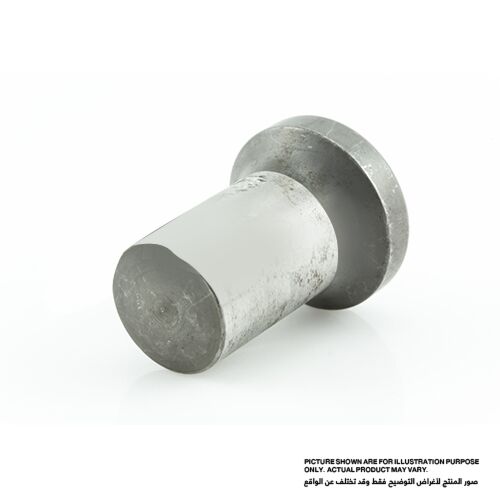 PICTURE SHOWN ARE FOR ILLUSTRATION PURPOSE
ONLY. ACTUAL PRODUCT MAY VARY.
صور المنتج لأغراض التوضيح فقط وقد تختلف عن الواقع